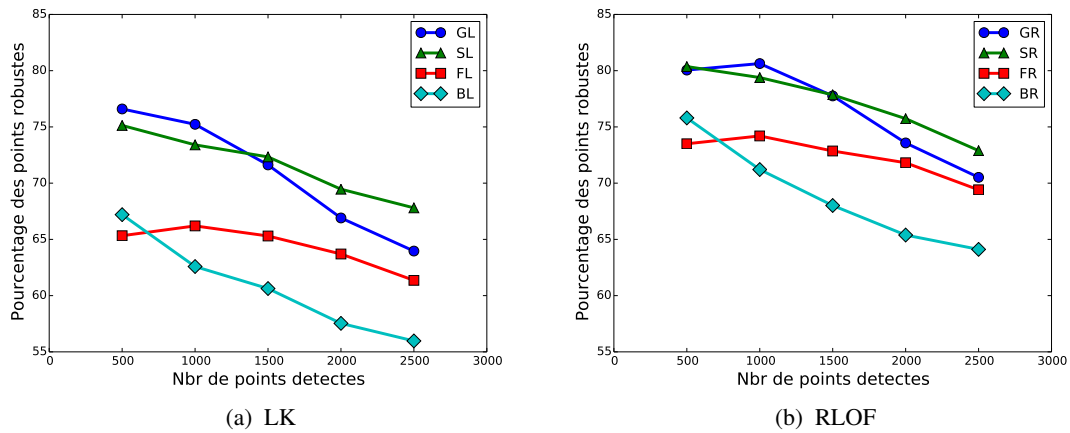 85
80
75
70
65
60
55
0
500
1000
1500
2000
2500
3000
Pourcentage des points robustes
Nbr de points detectes
GL
SL
FL
BL
(a) LK
85
80
75
70
65
60
55
0
500
1000
1500
2000
2500
3000
Pourcentage des points robustes
Nbr de points detectes
GR
SR
FR
BR
(b) RLOF